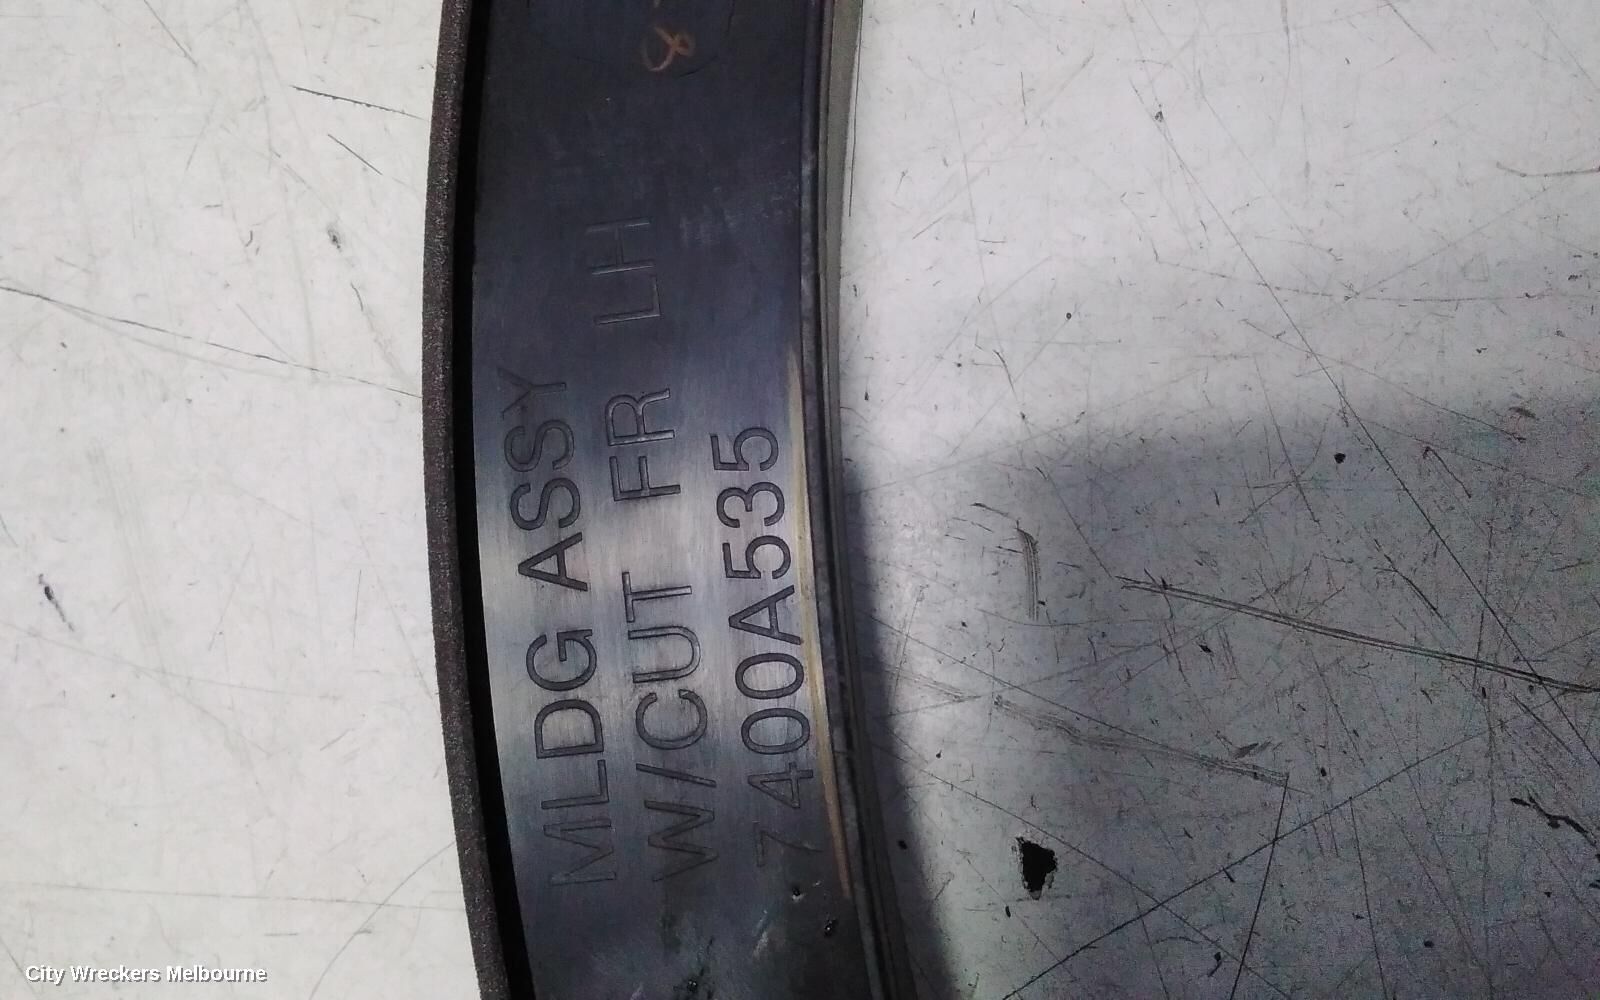 MLDG ASSY
W/CUT FR LH
7400A535
City Wreckers Melbourne